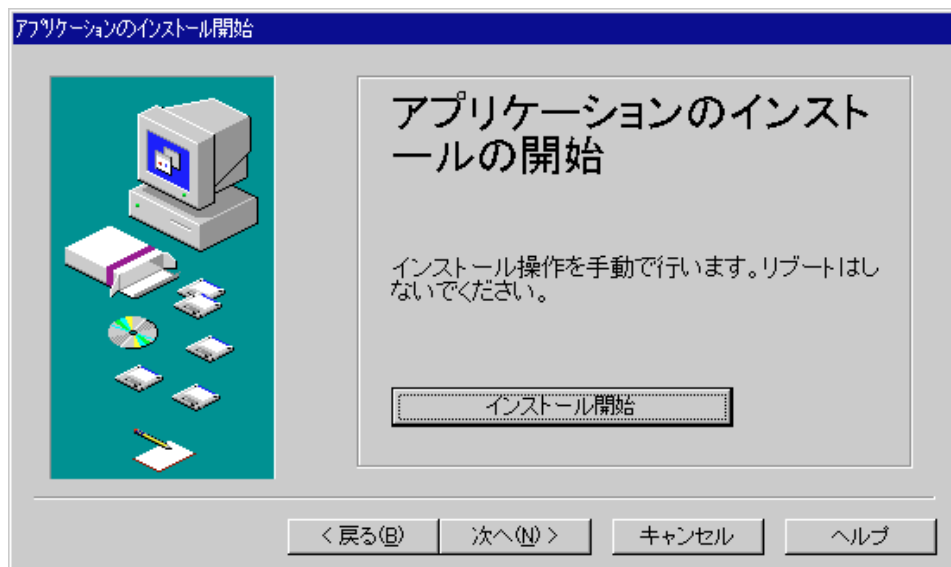 アプリケーションのインストール開始
アプリケーションのインスト
ールの開始
インストール操作を手動で行います。リブートはし
ないでください。
インストール開始
< 戻る(B)
次へ(N) >
キャンセル
ヘルプ